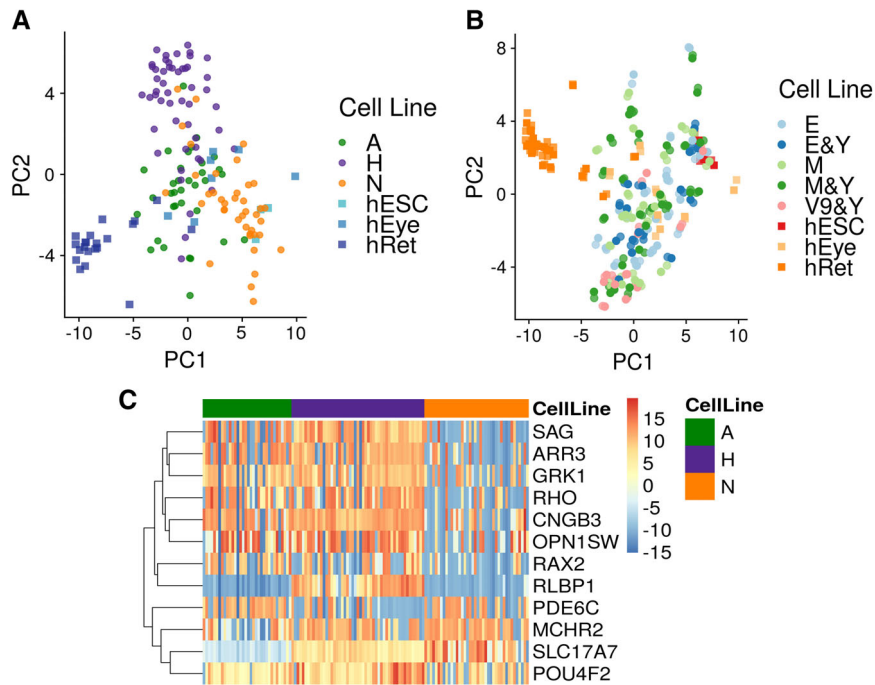 A
PC2
4
0
-4
-10
-5
0
5
10
PC1
Cell Line
A
H
N
hESC
hEye
hRet
B
PC2
8
4
0
-4
-10
-5
0
5
10
PC1
Cell Line
E
E&Y
M
M&Y
V9&Y
hESC
hEye
hRet
C
CellLine
SAG
ARR3
GRK1
RHO
CNGB3
OPN1SW
RAX2
RLBP1
PDE6C
MCHR2
SLC17A7
POU4F2
15
10
5
0
-5
-10
-15
CellLine
A
H
N